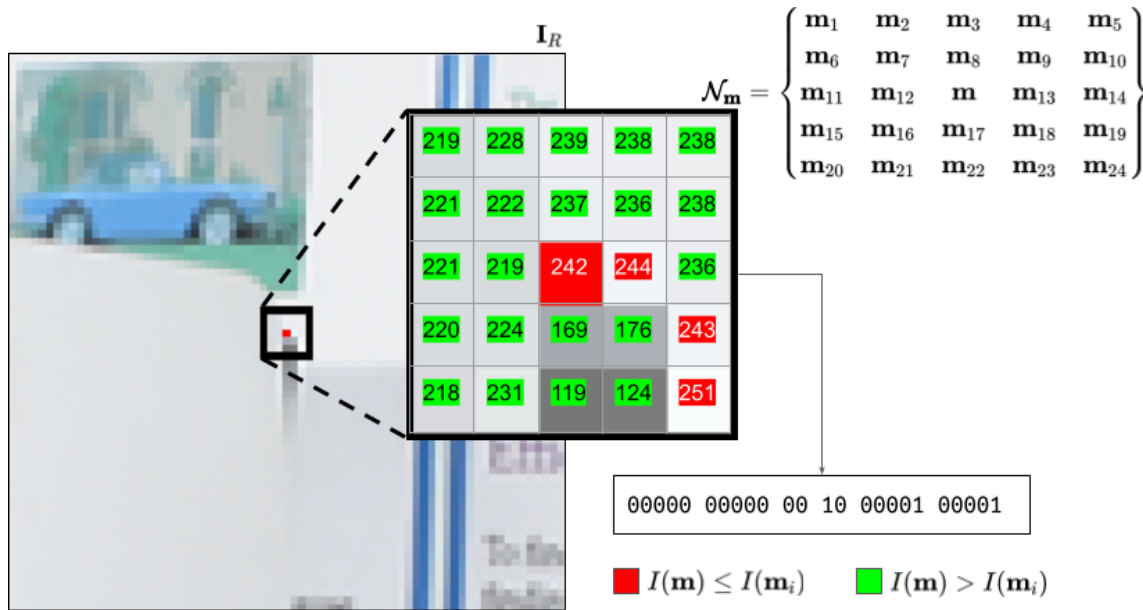 I_R
𝒩_m = { m_1 m_2 m_3 m_4 m_5
m_6 m_7 m_8 m_9 m_10
m_11 m_12 m m_13 m_14
m_15 m_16 m_17 m_18 m_19
m_20 m_21 m_22 m_23 m_24 }
219 228 239 238 238
221 222 237 236 238
221 219 242 244 236
220 224 169 176 243
218 231 119 124 251
00000 00000 00 10 00001 00001
I(m) ≤ I(m_i) I(m) > I(m_i)